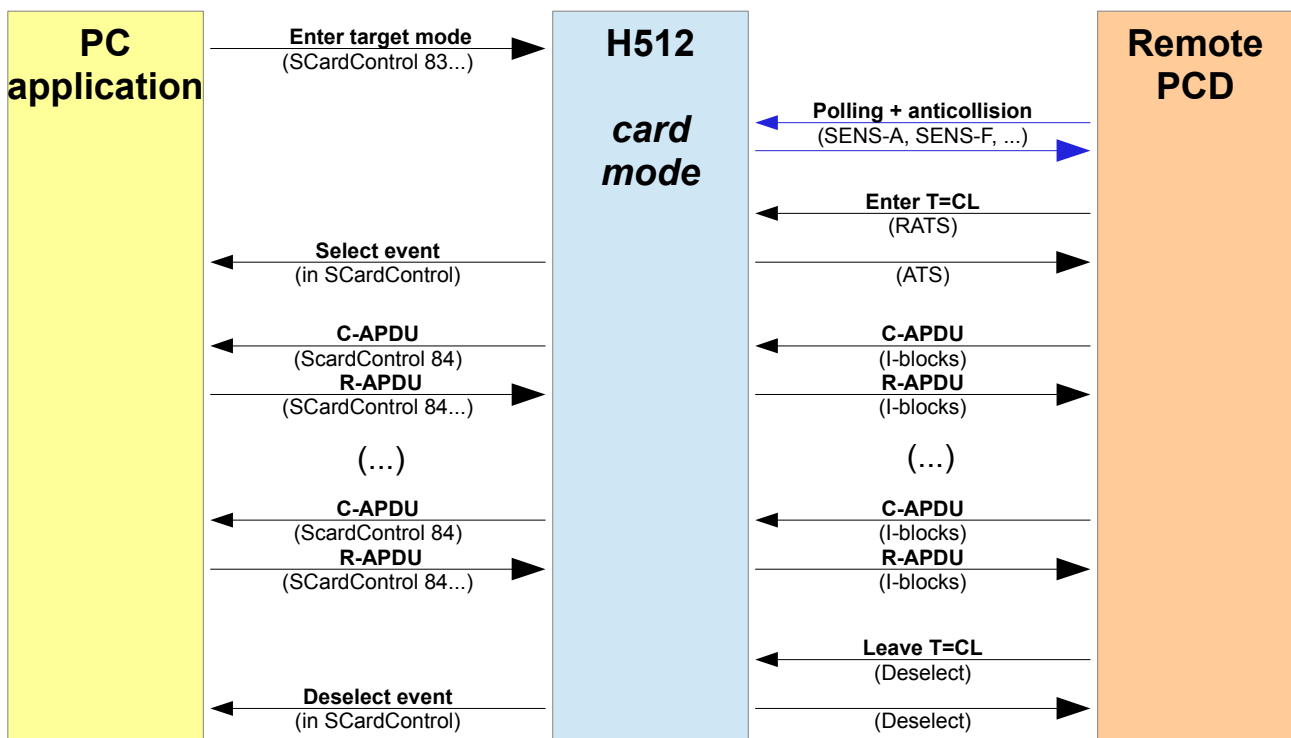 PC
application
H512
card
mode
Remote
PCD
Enter target mode
(SCardControl 83...)
Polling + anticollision
(SENS-A, SENS-F, ...)
Enter T=CL
(RATS)
Select event
(in SCardControl)
(ATS)
C-APDU
(ScardControl 84)
C-APDU
(I-blocks)
R-APDU
(SCardControl 84...)
R-APDU
(I-blocks)
(...)
(...)
C-APDU
(ScardControl 84)
C-APDU
(I-blocks)
R-APDU
(SCardControl 84...)
R-APDU
(I-blocks)
Leave T=CL
(Deselect)
Deselect event
(in SCardControl)
(Deselect)